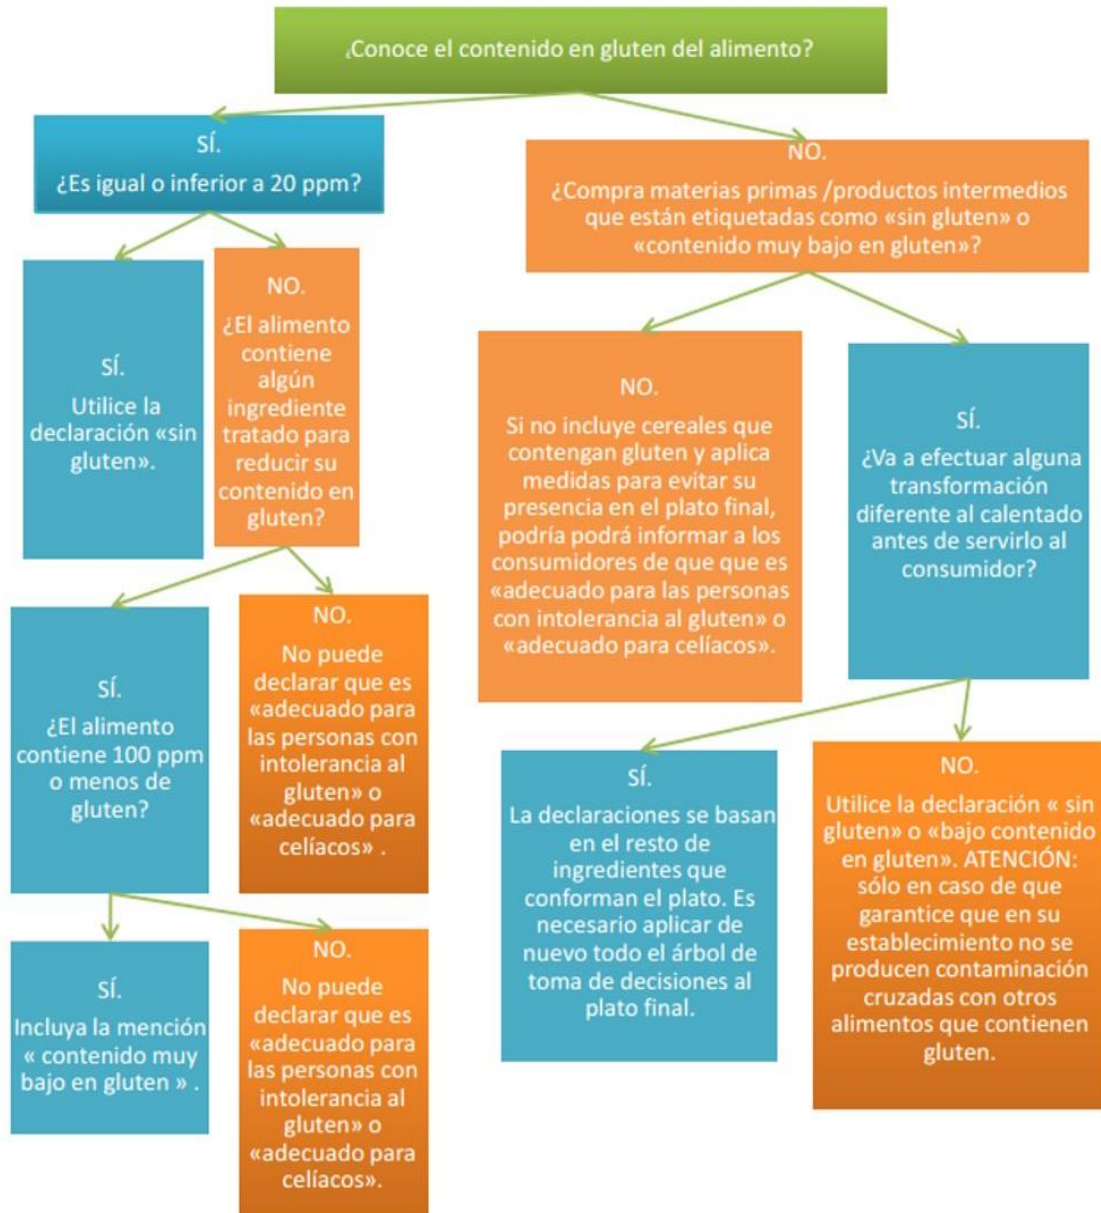 ¿Conoce el contenido en gluten del alimento?
SÍ.
¿Es igual o inferior a 20 ppm?
NO.
¿Compra materias primas /productos intermedios
que están etiquetadas como «sin gluten» o
«contenido muy bajo en gluten»?
SÍ.
Utilice la
declaración «sin
gluten».
NO.
¿El alimento
contiene
algún
ingrediente
tratado para
reducir su
contenido en
gluten?
NO.
Si no incluye cereales que
contengan gluten y aplica
medidas para evitar su
presencia en el plato final,
podría podrá informar a los
consumidores de que que es
«adecuado para las personas
con intolerancia al gluten» o
«adecuado para celíacos».
SÍ.
¿Va a efectuar alguna
transformación
diferente al calentado
antes de servirlo al
consumidor?
SÍ.
¿El alimento
contiene 100 ppm
o menos de
gluten?
NO.
No puede
declarar que es
«adecuado para
las personas con
intolerancia al
gluten» o
«adecuado para
celíacos» .
SÍ.
La declaraciones se basan
en el resto de
ingredientes que
conforman el plato. Es
necesario aplicar de
nuevo todo el árbol de
toma de decisiones al
plato final.
NO.
Utilice la declaración « sin
gluten» o «bajo contenido
en gluten». ATENCIÓN:
sólo en caso de que
garantice que en su
establecimiento no se
producen contaminación
cruzadas con otros
alimentos que contienen
gluten.
SÍ.
Incluya la mención
« contenido muy
bajo en gluten » .
NO.
No puede
declarar que es
«adecuado para
las personas con
intolerancia al
gluten» o
«adecuado para
celíacos».